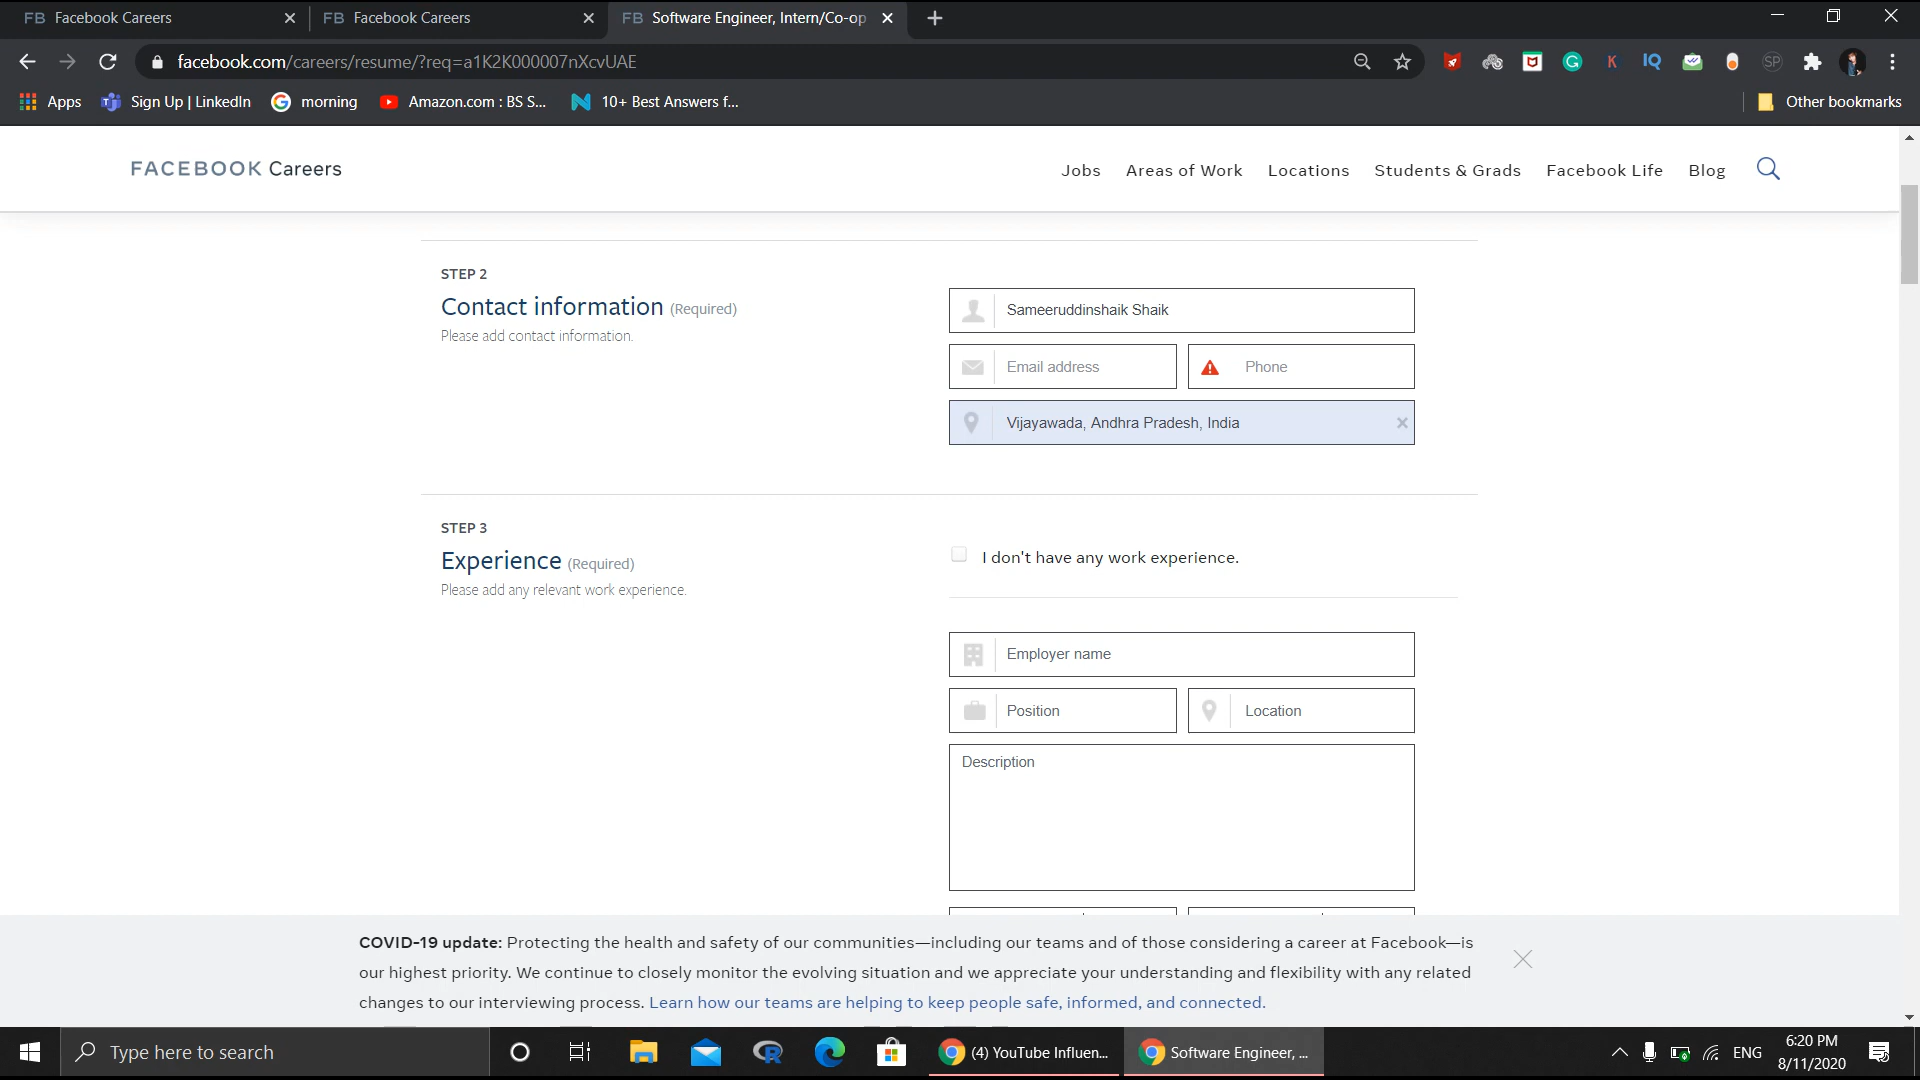 FB Facebook Careers
FB Facebook Careers
FB Software Engineer, Intern/Co-op
facebook.com/careers/resume/?req=a1K2K000007nXcvUAE
K
IQ
SP
Apps
Sign Up | LinkedIn
morning
Amazon.com : BS S...
10+ Best Answers f...
Other bookmarks
FACEBOOK Careers
Jobs
Areas of Work
Locations
Students & Grads
Facebook Life
Blog
STEP 2
Contact information (Required)
Please add contact information.
Sameeruddinshaik Shaik
Email address
Phone
Vijayawada, Andhra Pradesh, India
STEP 3
Experience (Required)
Please add any relevant work experience.
I don't have any work experience.
Employer name
Position
Location
Description
COVID-19 update: Protecting the health and safety of our communities—including our teams and of those considering a career at Facebook—is
our highest priority. We continue to closely monitor the evolving situation and we appreciate your understanding and flexibility with any related
changes to our interviewing process. Learn how our teams are helping to keep people safe, informed, and connected.
Type here to search
(4) YouTube Influen...
Software Engineer, ...
ENG
6:20 PM
8/11/2020